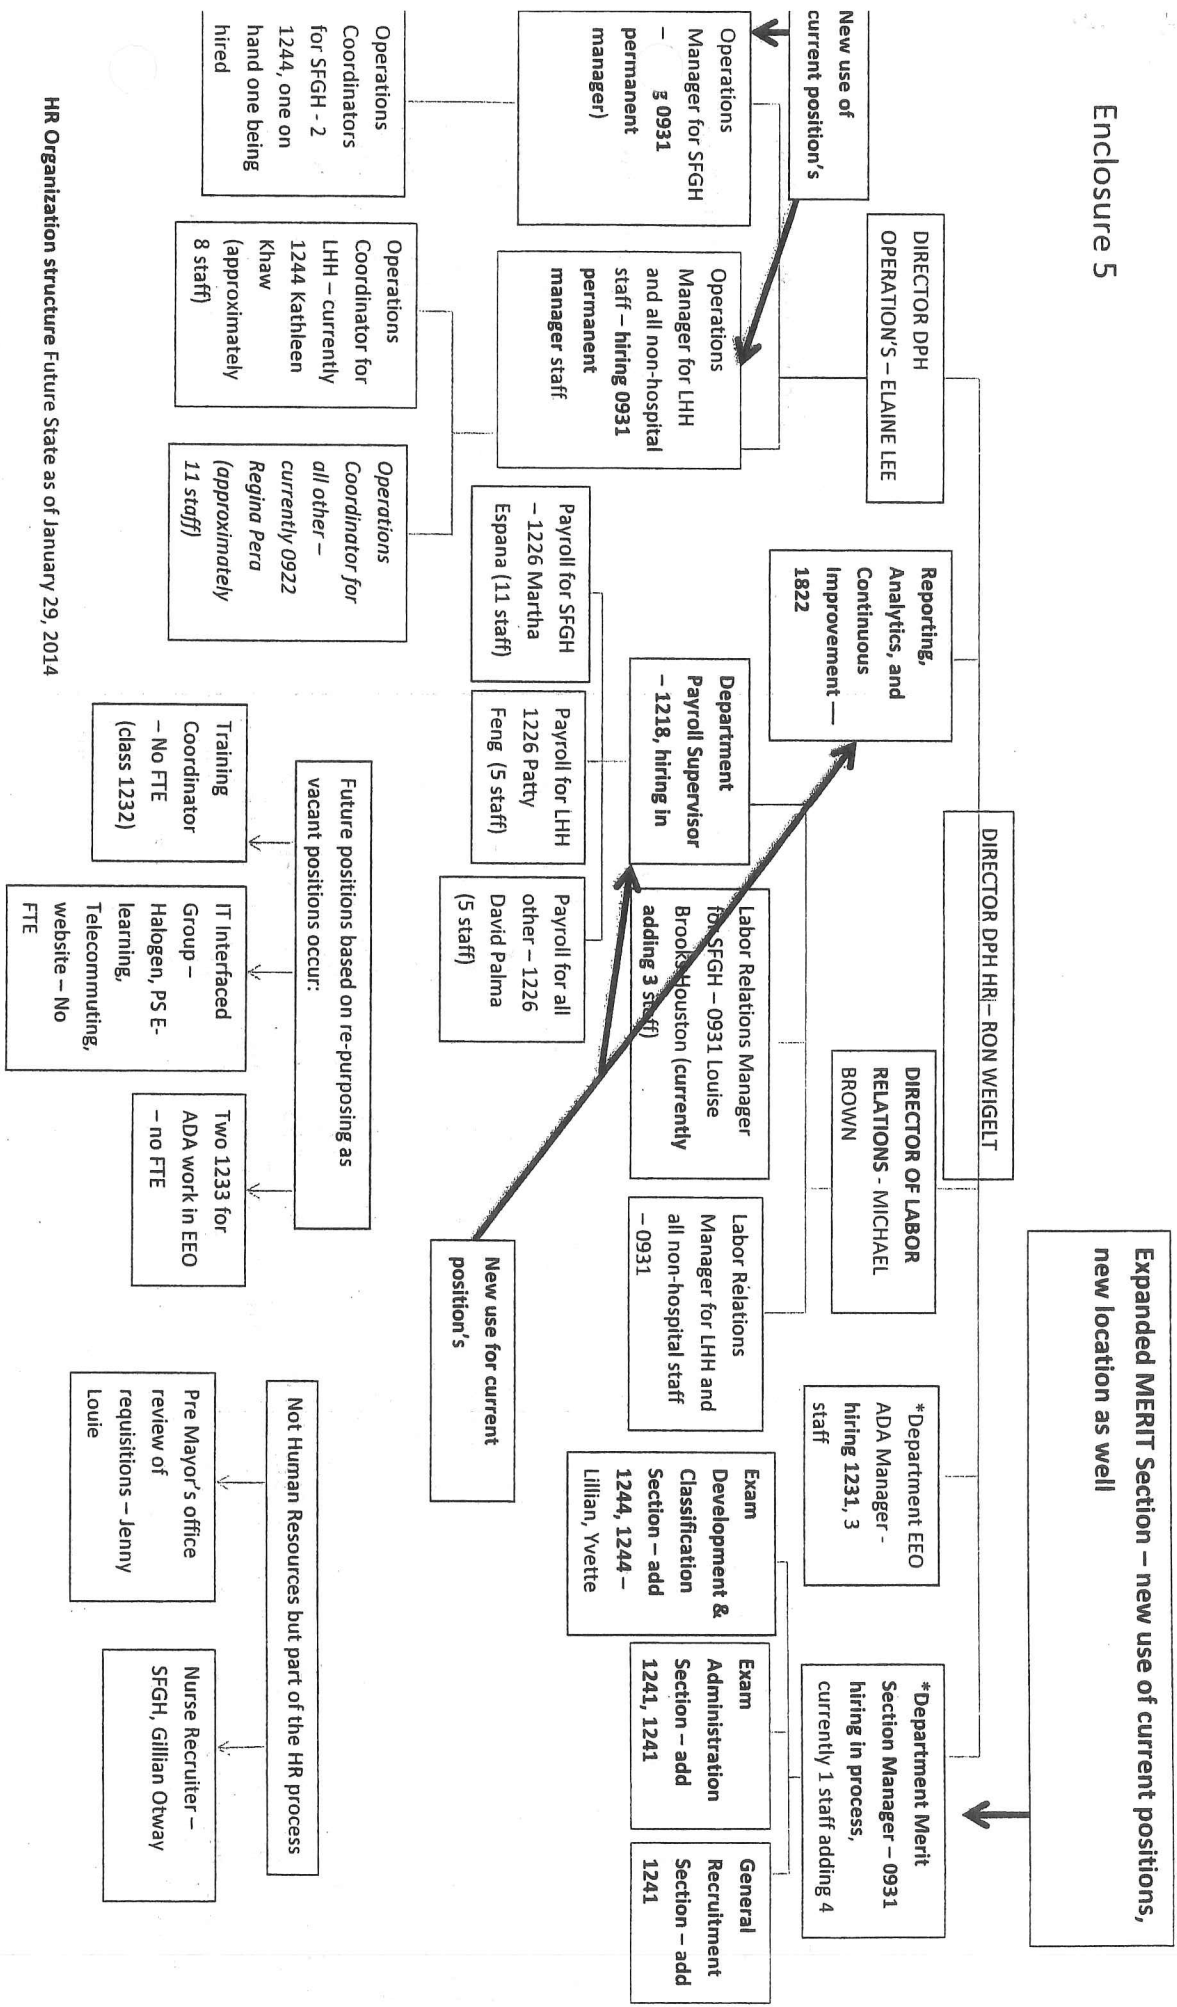 Enclosure 5
Expanded MERIT Section – new use of current positions,
new location as well
DIRECTOR DPH HR – RON WEIGELT
New use of
current position's
DIRECTOR DPH
OPERATION'S – ELAINE LEE
Reporting,
Analytics, and
Continuous
Improvement —
1822
DIRECTOR OF LABOR
RELATIONS - MICHAEL
BROWN
*Department EEO
ADA Manager -
hiring 1231, 3
staff
*Department Merit
Section Manager – 0931
hiring in process,
currently 1 staff adding 4
Operations
Manager for SFGH
– g 0931
permanent
manager)
Operations
Manager for LHH
and all non-hospital
staff – hiring 0931
permanent
manager staff
Department
Payroll Supervisor
– 1218, hiring in
Labor Relations Manager
for SFGH – 0931 Louise
Brooks Houston (currently
adding 3 staff)
Labor Relations
Manager for LHH and
all non-hospital staff
– 0931
Exam
Development &
Classification
Section – add
1244, 1244 –
Lillian, Yvette
Exam
Administration
Section – add
1241, 1241
General
Recruitment
Section – add
1241
Operations
Coordinators
for SFGH - 2
1244, one on
hand one being
hired
Operations
Coordinator for
LHH – currently
1244 Kathleen
Khaw
(approximately
8 staff)
Operations
Coordinator for
all other –
currently 0922
Regina Pera
(approximately
11 staff)
Payroll for SFGH
– 1226 Martha
Espana (11 staff)
Payroll for LHH
1226 Patty
Feng (5 staff)
Payroll for all
other – 1226
David Palma
(5 staff)
New use for current
position's
Future positions based on re-purposing as
vacant positions occur:
Training
Coordinator
– No FTE
(class 1232)
IT Interfaced
Group –
Halogen, PS E-
learning,
Telecommuting,
website – No
FTE
Two 1233 for
ADA work in EEO
– no FTE
Not Human Resources but part of the HR process
Pre Mayor's office
review of
requisitions – Jenny
Louie
Nurse Recruiter –
SFGH, Gillian Otway
HR Organization structure Future State as of January 29, 2014